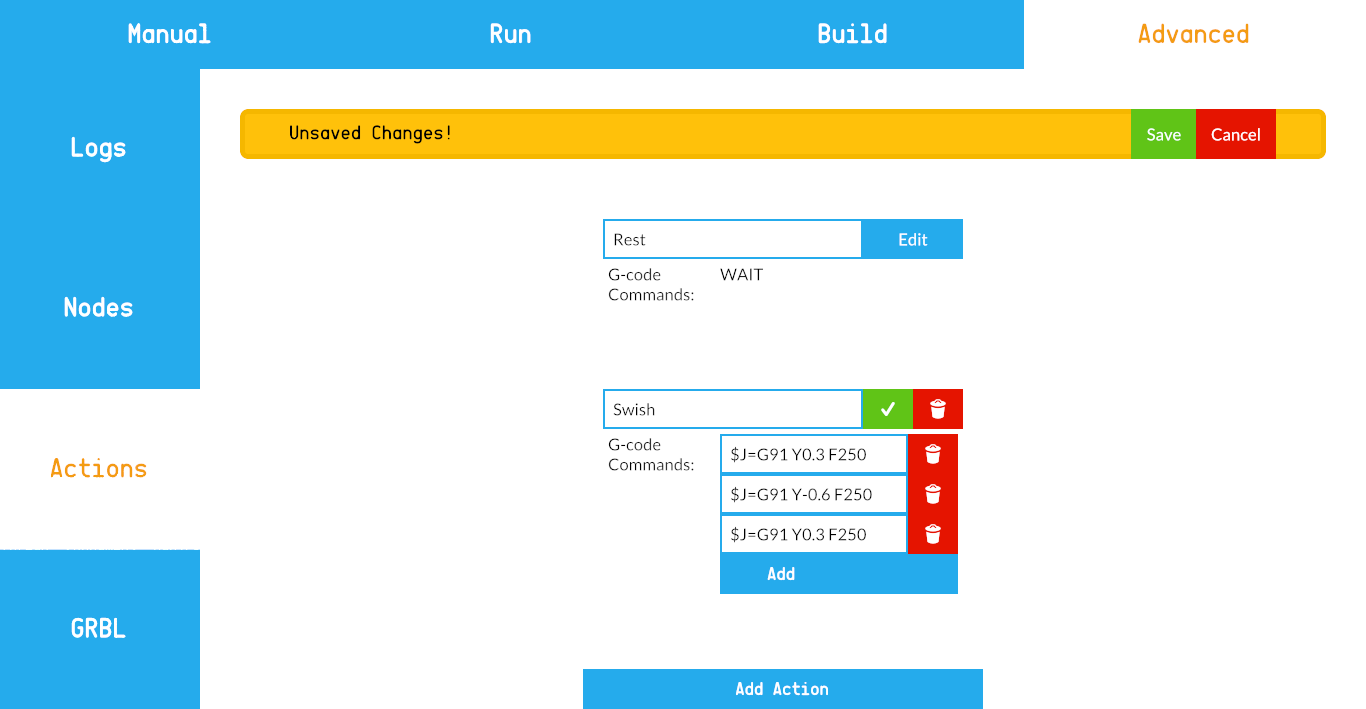 Manual Run Build Advanced
Logs
Unsaved Changes! Save Cancel
Rest Edit
G-code WAIT
Commands:
Nodes
Swish
G-code
Commands:
$J=G91 Y0.3 F250
$J=G91 Y-0.6 F250
$J=G91 Y0.3 F250
Add
Actions
GRBL
Add Action